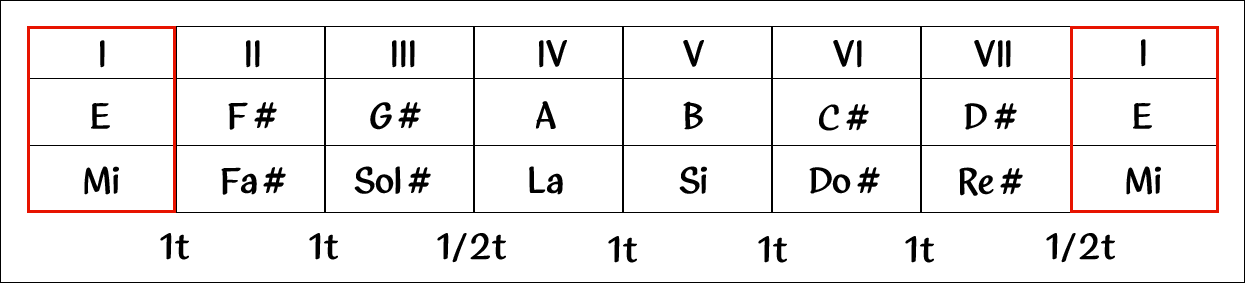 I II III IV V VI VII I
E F# G# A B C# D# E
Mi Fa# Sol# La Si Do# Re# Mi
1t 1t 1/2t 1t 1t 1t 1/2t